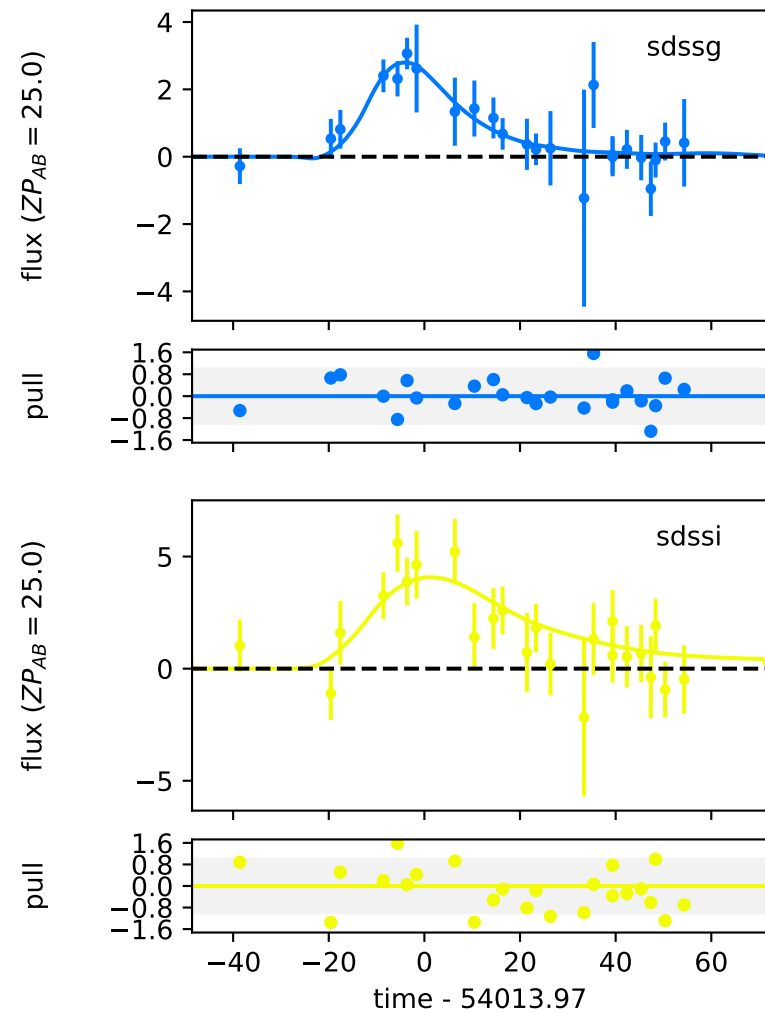 4
2
0
−2
−4
flux (ZP_AB = 25.0)
sdssg
1.6
0.8
0.0
−0.8
−1.6
pull
5
0
−5
flux (ZP_AB = 25.0)
sdssi
1.6
0.8
0.0
−0.8
−1.6
pull
−40 −20 0 20 40 60
time - 54013.97